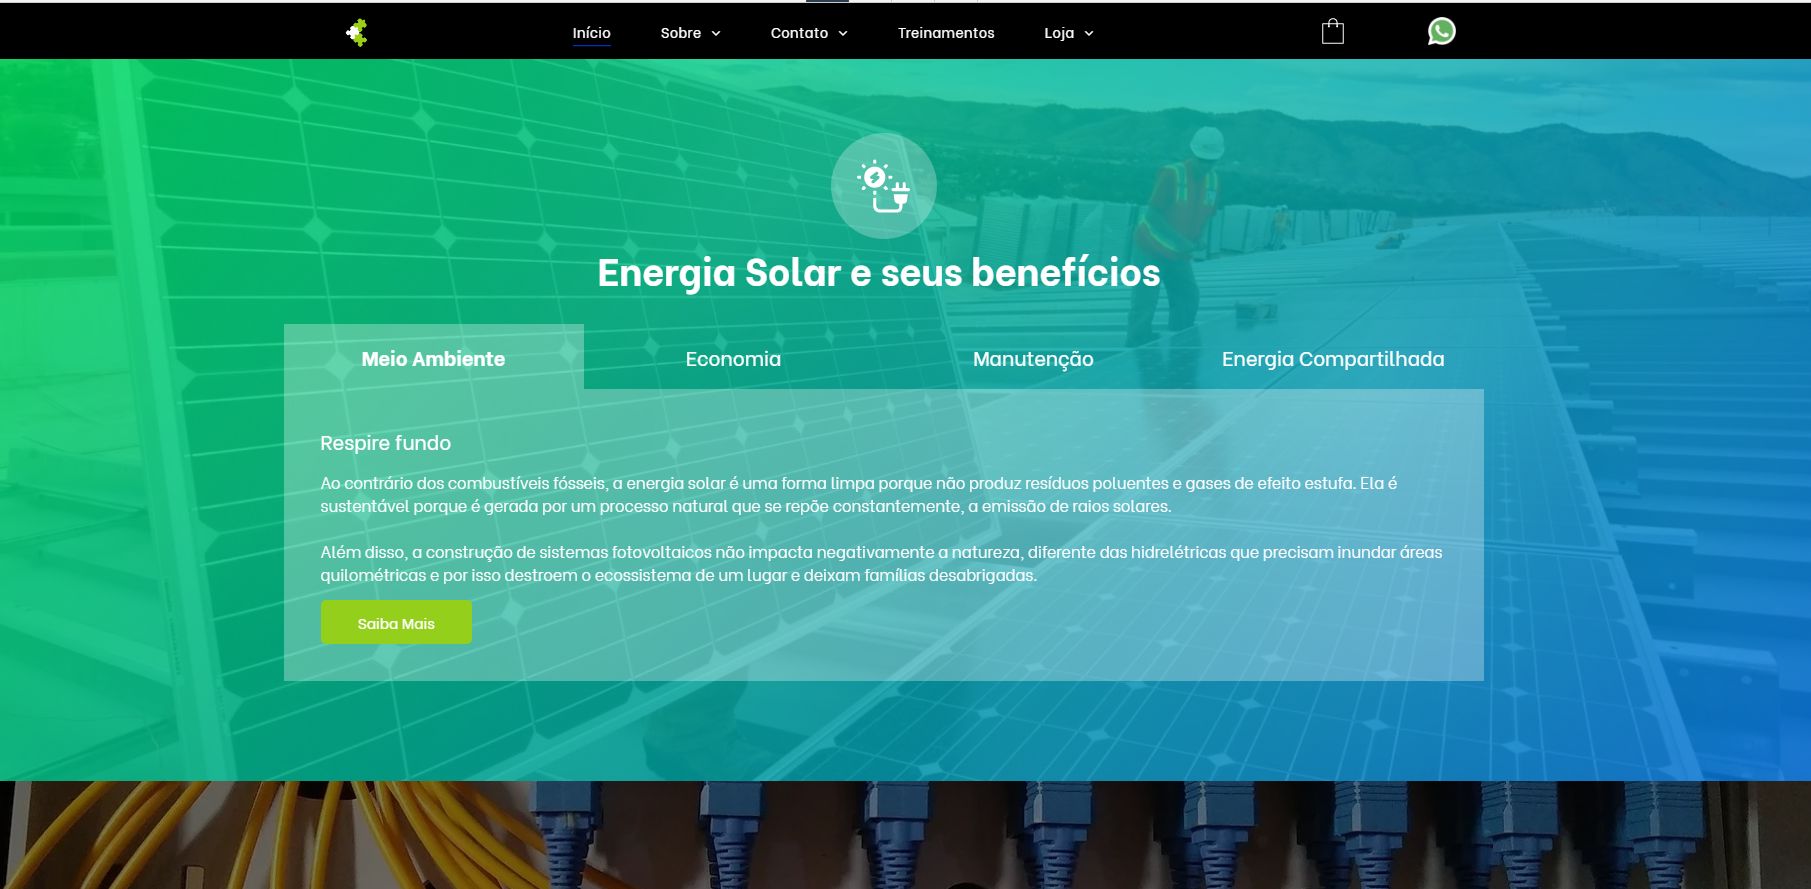 Início
Sobre
Contato
Treinamentos
Loja
Energia Solar e seus benefícios
Meio Ambiente
Economia
Manutenção
Energia Compartilhada
Respire fundo
Ao contrário dos combustíveis fósseis, a energia solar é uma forma limpa porque não produz resíduos poluentes e gases de efeito estufa. Ela é
sustentável porque é gerada por um processo natural que se repõe constantemente, a emissão de raios solares.
Além disso, a construção de sistemas fotovoltaicos não impacta negativamente a natureza, diferente das hidrelétricas que precisam inundar áreas
quilométricas e por isso destroem o ecossistema de um lugar e deixam famílias desabrigadas.
Saiba Mais